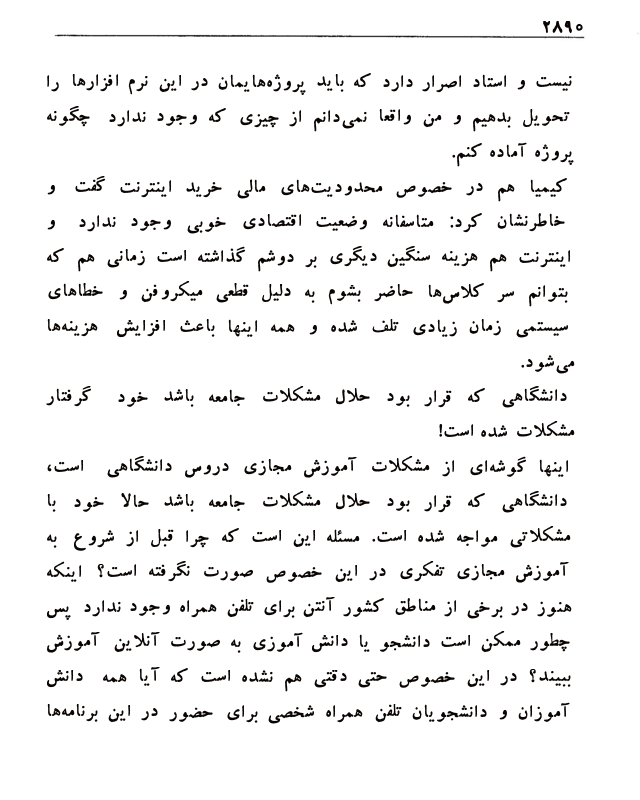 ۲۸۹۰
نیست و استاد اصرار دارد که باید پروژه‌هایمان در این نرم افزارها را
تحویل بدهیم و من واقعا نمی‌دانم از چیزی که وجود ندارد چگونه
پروژه آماده کنم.
کیمیا هم در خصوص محدودیت‌های مالی خرید اینترنت گفت و
خاطرنشان کرد: متاسفانه وضعیت اقتصادی خوبی وجود ندارد و
اینترنت هم هزینه سنگین دیگری بر دوشم گذاشته است زمانی هم که
بتوانم سر کلاس‌ها حاضر بشوم به دلیل قطعی میکروفن و خطاهای
سیستمی زمان زیادی تلف شده و همه اینها باعث افزایش هزینه‌ها
می‌شود.
دانشگاهی که قرار بود حلال مشکلات جامعه باشد خود گرفتار
مشکلات شده است!
اینها گوشه‌ای از مشکلات آموزش مجازی دروس دانشگاهی است،
دانشگاهی که قرار بود حلال مشکلات جامعه باشد حالا خود با
مشکلاتی مواجه شده است. مسئله این است که چرا قبل از شروع به
آموزش مجازی تفکری در این خصوص صورت نگرفته است؟ اینکه
هنوز در برخی از مناطق کشور آنتن برای تلفن همراه وجود ندارد پس
چطور ممکن است دانشجو یا دانش آموزی به صورت آنلاین آموزش
ببیند؟ در این خصوص حتی دقتی هم نشده است که آیا همه دانش
آموزان و دانشجویان تلفن همراه شخصی برای حضور در این برنامه‌ها